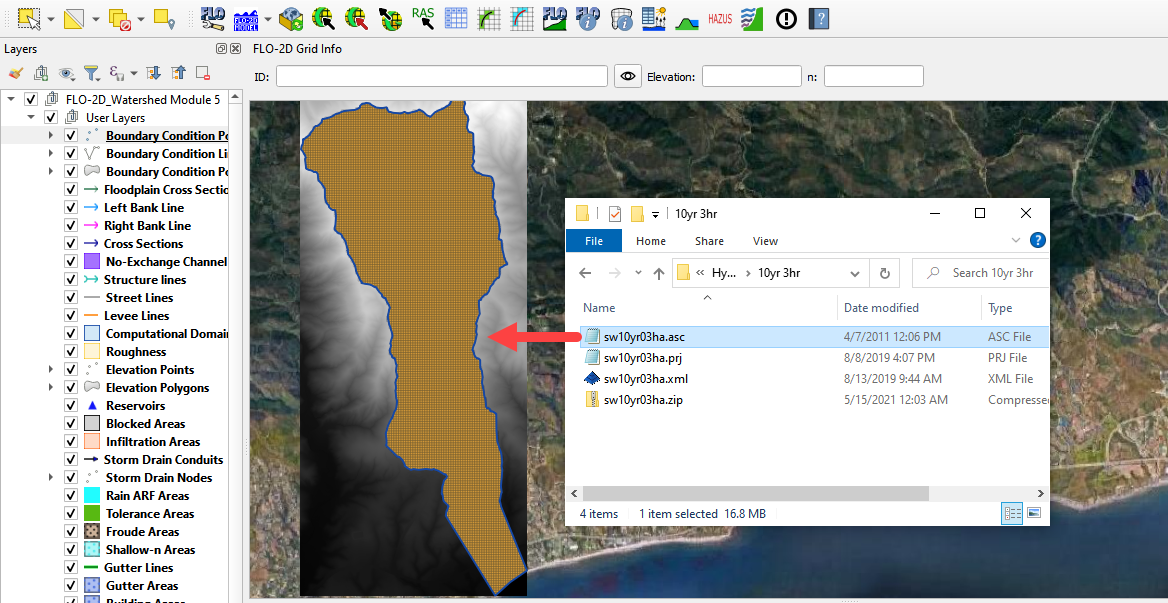 FLO FLO-2D MODEL RAS FLO FLO HAZUS ?
Layers
FLO-2D Grid Info
ID:
Elevation:
n:
FLO-2D_Watershed Module 5
User Layers
Boundary Condition Po
Boundary Condition Li
Boundary Condition Po
Floodplain Cross Sectio
Left Bank Line
Right Bank Line
Cross Sections
No-Exchange Channel
Structure lines
Street Lines
Levee Lines
Computational Domain
Roughness
Elevation Points
Elevation Polygons
Reservoirs
Blocked Areas
Infiltration Areas
Storm Drain Conduits
Storm Drain Nodes
Rain ARF Areas
Tolerance Areas
Froude Areas
Shallow-n Areas
Gutter Lines
Gutter Areas
Building Areas
10yr 3hr
File Home Share View ?
« Hy... › 10yr 3hr
Search 10yr 3hr
Name Date modified Type
sw10yr03ha.asc 4/7/2011 12:06 PM ASC File
sw10yr03ha.prj 8/8/2019 4:07 PM PRJ File
sw10yr03ha.xml 8/13/2019 9:44 AM XML File
sw10yr03ha.zip 5/15/2021 12:03 AM Compresse
4 items 1 item selected 16.8 MB